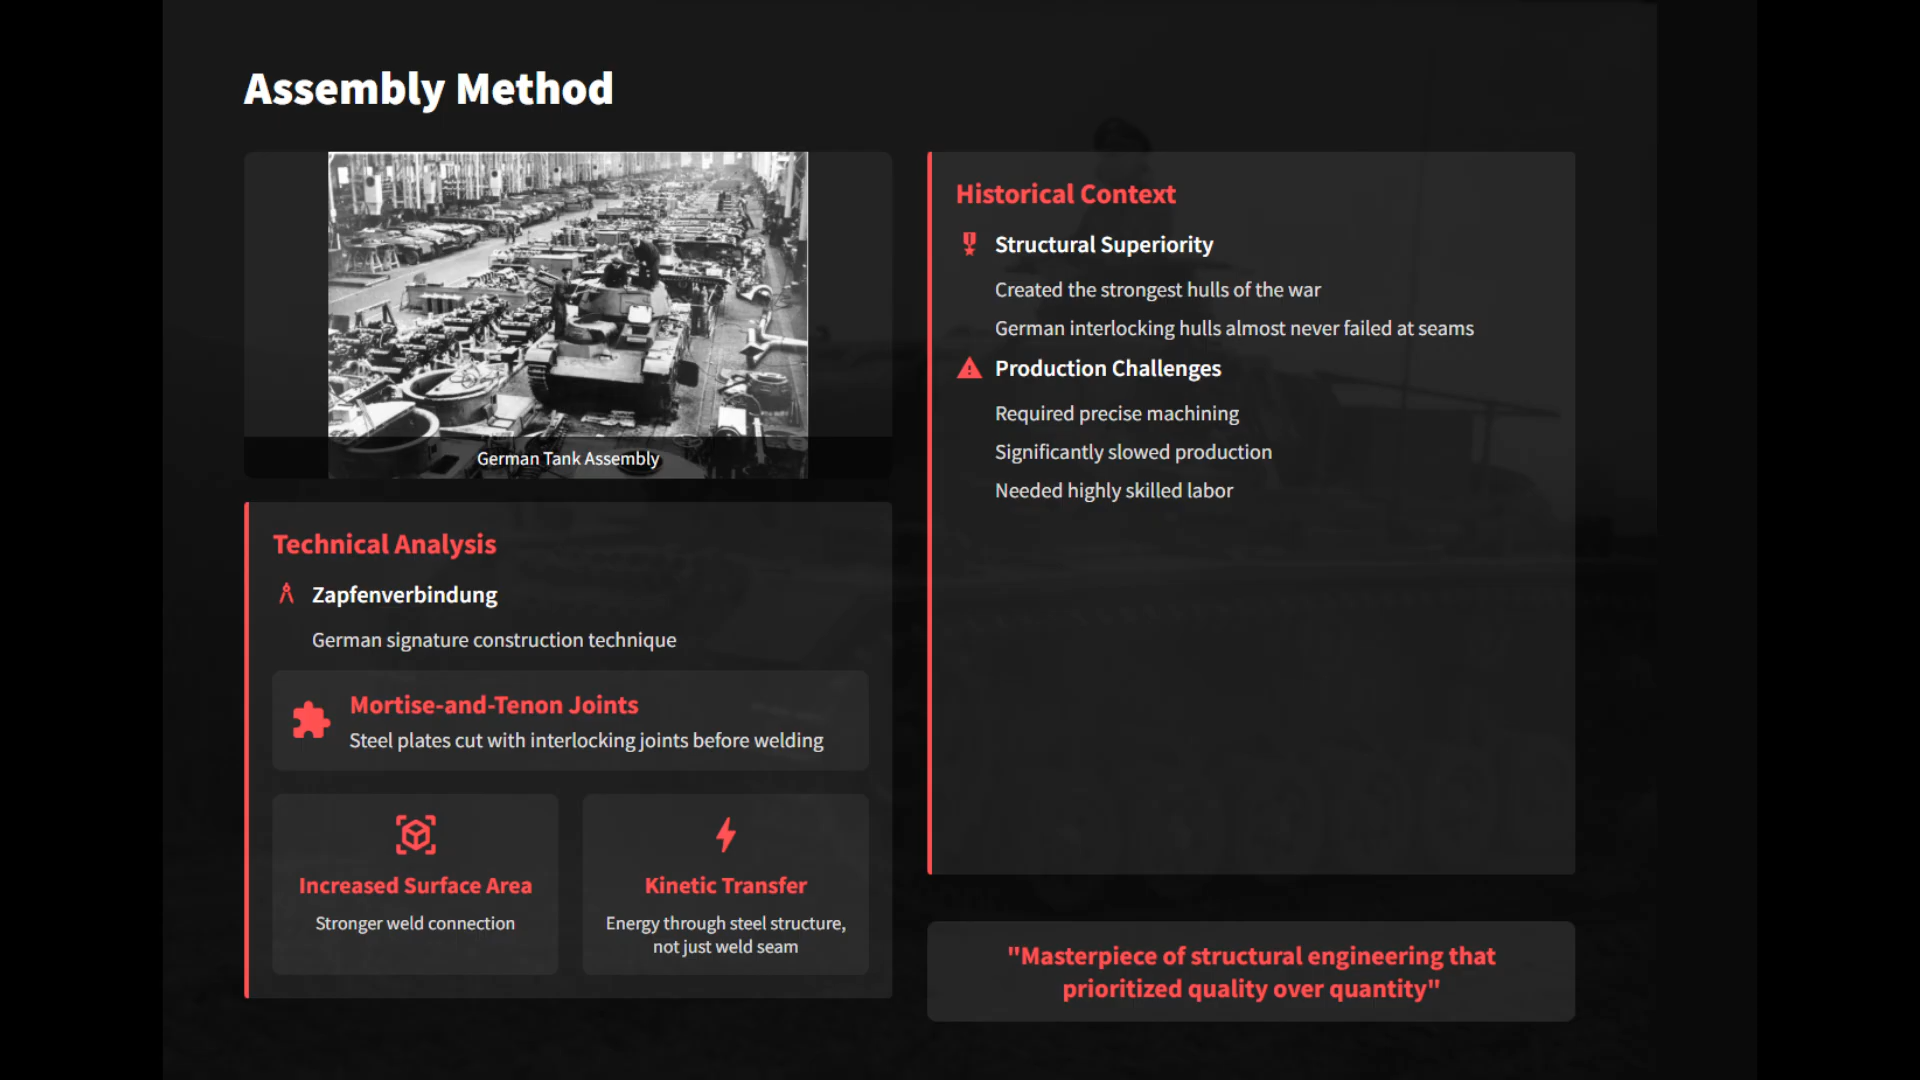 Assembly Method
German Tank Assembly
Technical Analysis
Zapfenverbindung
German signature construction technique
Mortise-and-Tenon Joints
Steel plates cut with interlocking joints before welding
Increased Surface Area
Stronger weld connection
Kinetic Transfer
Energy through steel structure,
not just weld seam
Historical Context
Structural Superiority
Created the strongest hulls of the war
German interlocking hulls almost never failed at seams
Production Challenges
Required precise machining
Significantly slowed production
Needed highly skilled labor
"Masterpiece of structural engineering that
prioritized quality over quantity"